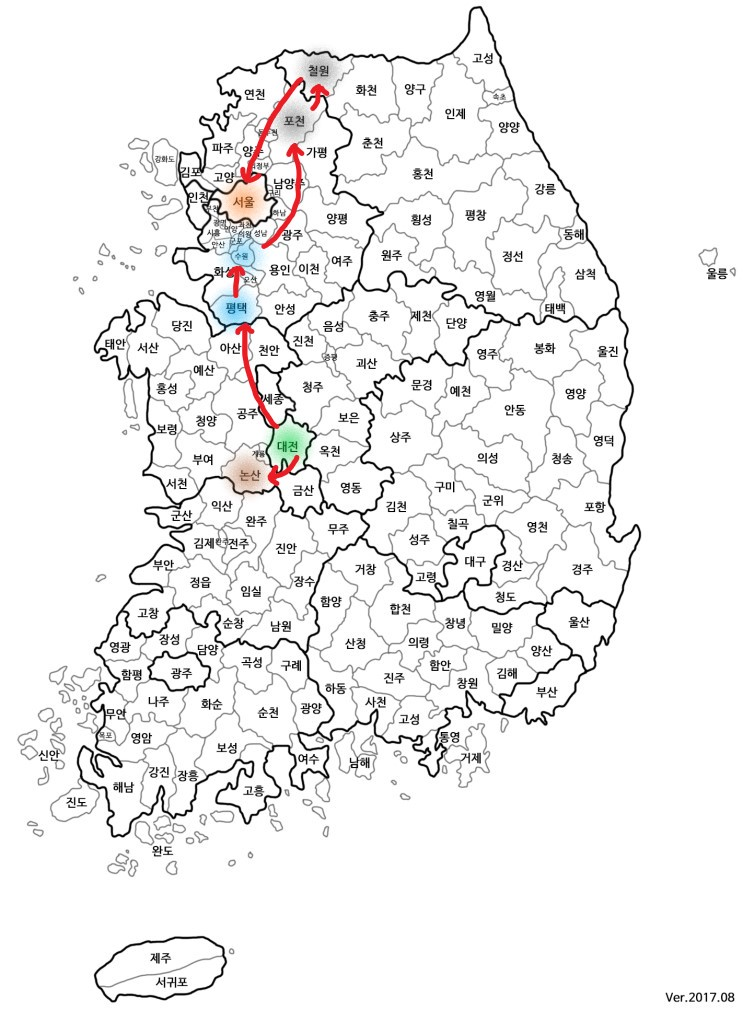 고성
철원
화천
양구
연천
속초
인제
포천
양양
춘천
파주
가평
강화도
홍천
고양
김포
남양주
강릉
인천
서울
구리
하남
횡성
평창
양평
시흥
안양
의왕
성남
광주
동해
안산
군포
수원
원주
정선
여주
용인
이천
화성
삼척
울릉
오산
영월
평택
안성
태백
충주
제천
단양
당진
음성
태안
서산
아산
천안
진천
증평
영주
봉화
울진
괴산
예산
홍성
청주
문경
예천
영양
세종
안동
공주
청양
보은
보령
상주
영덕
대전
옥천
계룡
의성
청송
부여
논산
서천
금산
영동
구미
군위
김천
포항
익산
군산
완주
칠곡
영천
무주
성주
김제
완주
전주
진안
대구
경산
부안
거창
경주
고령
정읍
임실
장수
청도
함양
합천
고창
순창
남원
창녕
밀양
울산
장성
영광
담양
산청
의령
양산
곡성
구례
함안
함평
광주
진주
김해
하동
창원
부산
나주
화순
사천
무안
순천
광양
고성
목포
영암
통영
보성
신안
여수
남해
거제
강진
장흥
해남
고흥
진도
완도
제주
서귀포
Ver.2017.08